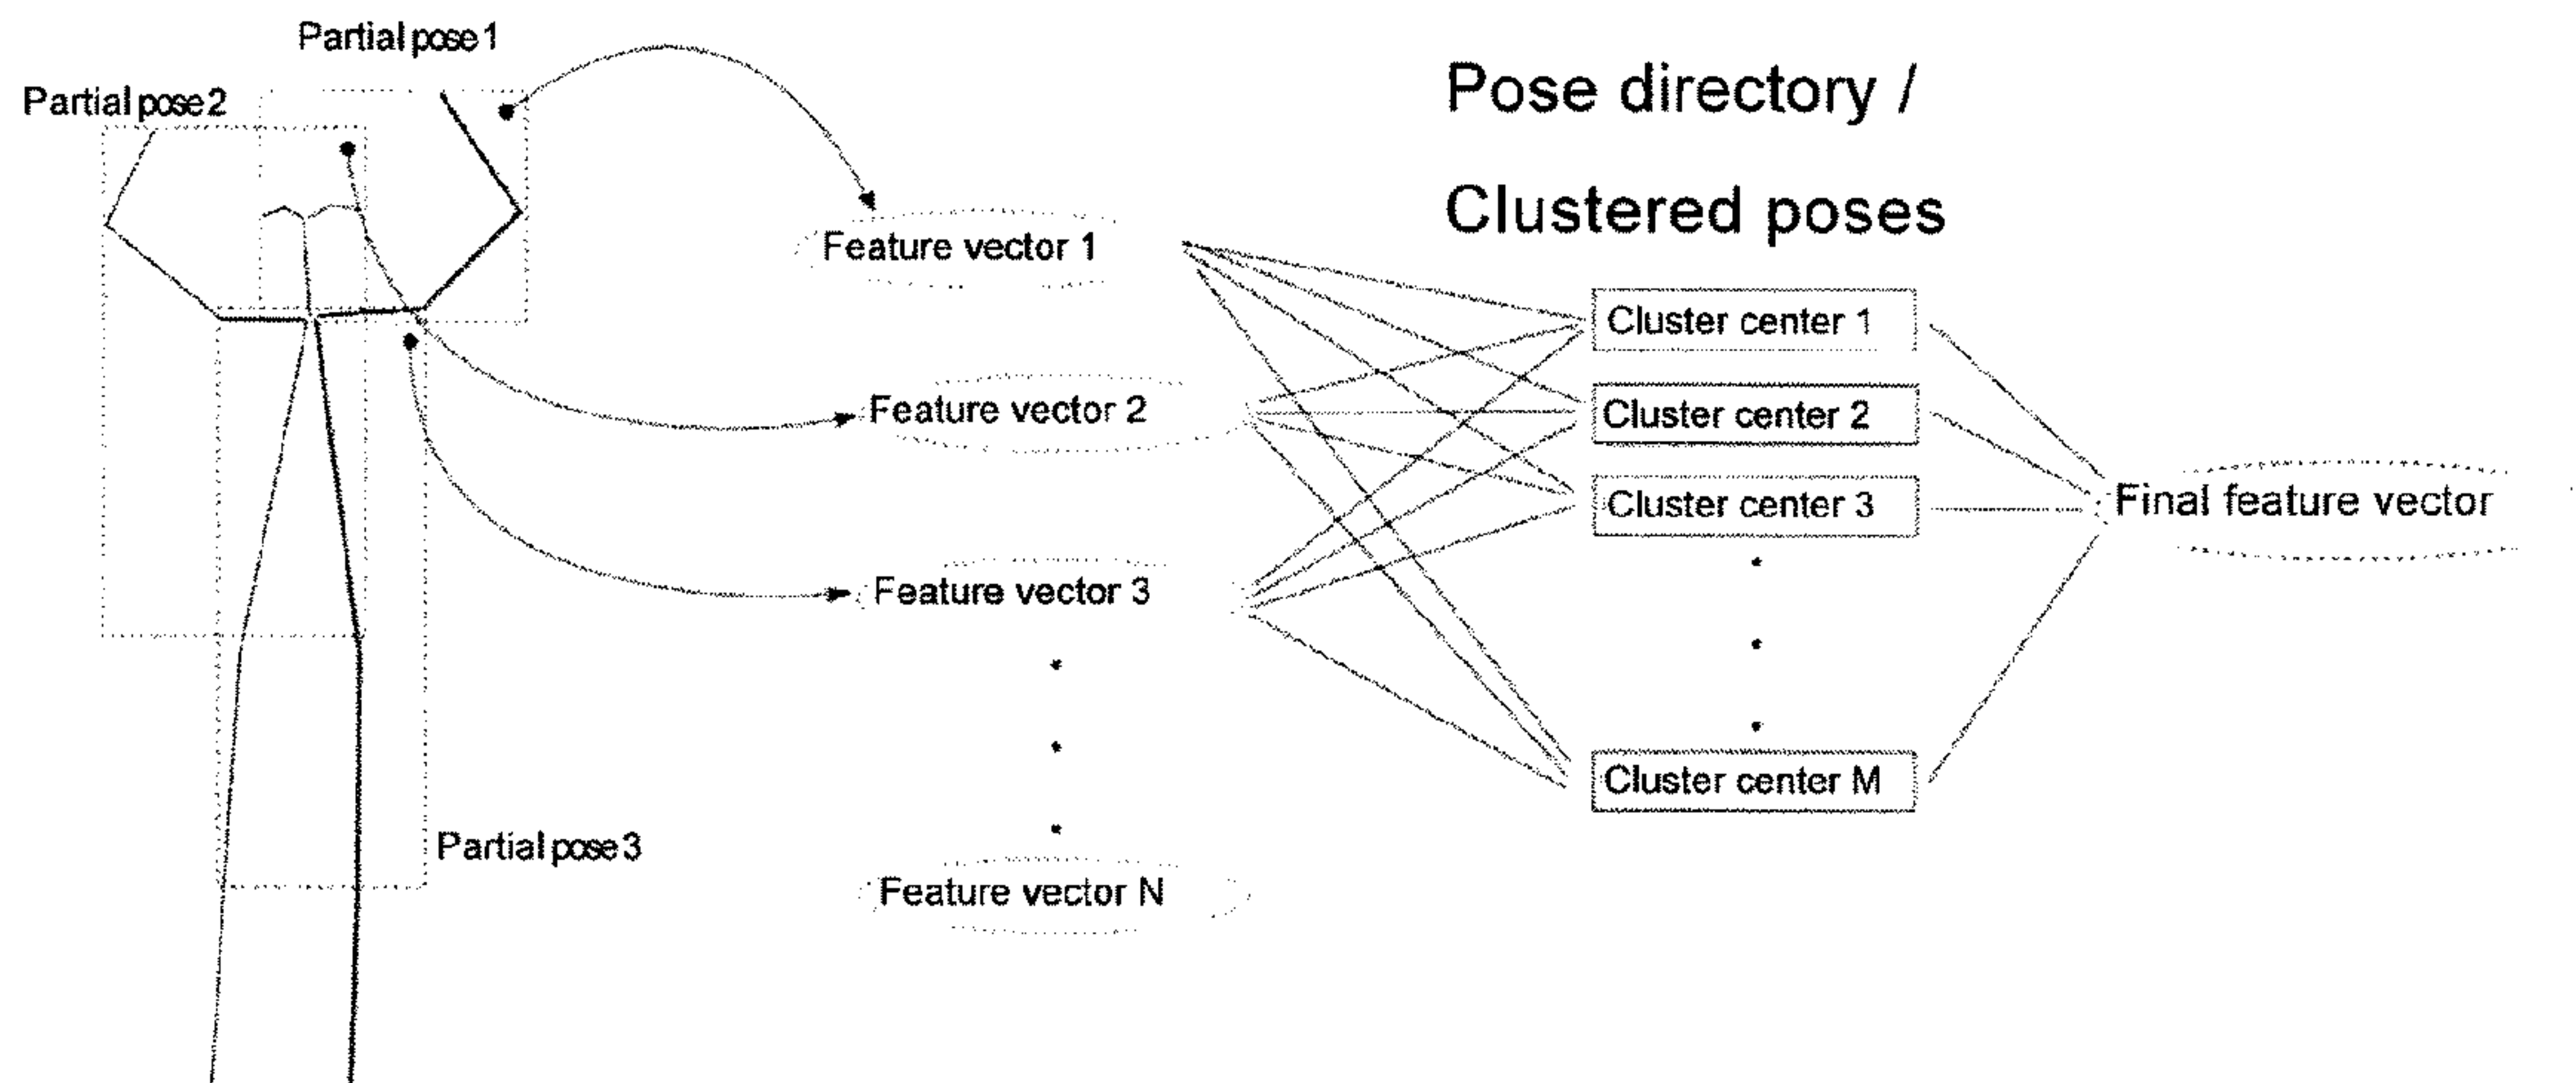 Partial pose 1
Partial pose 2
Pose directory /
Clustered poses
Feature vector 1
Feature vector 2
Feature vector 3
Feature vector N
Cluster center 1
Cluster center 2
Cluster center 3
Cluster center M
Final feature vector
Partial pose 3